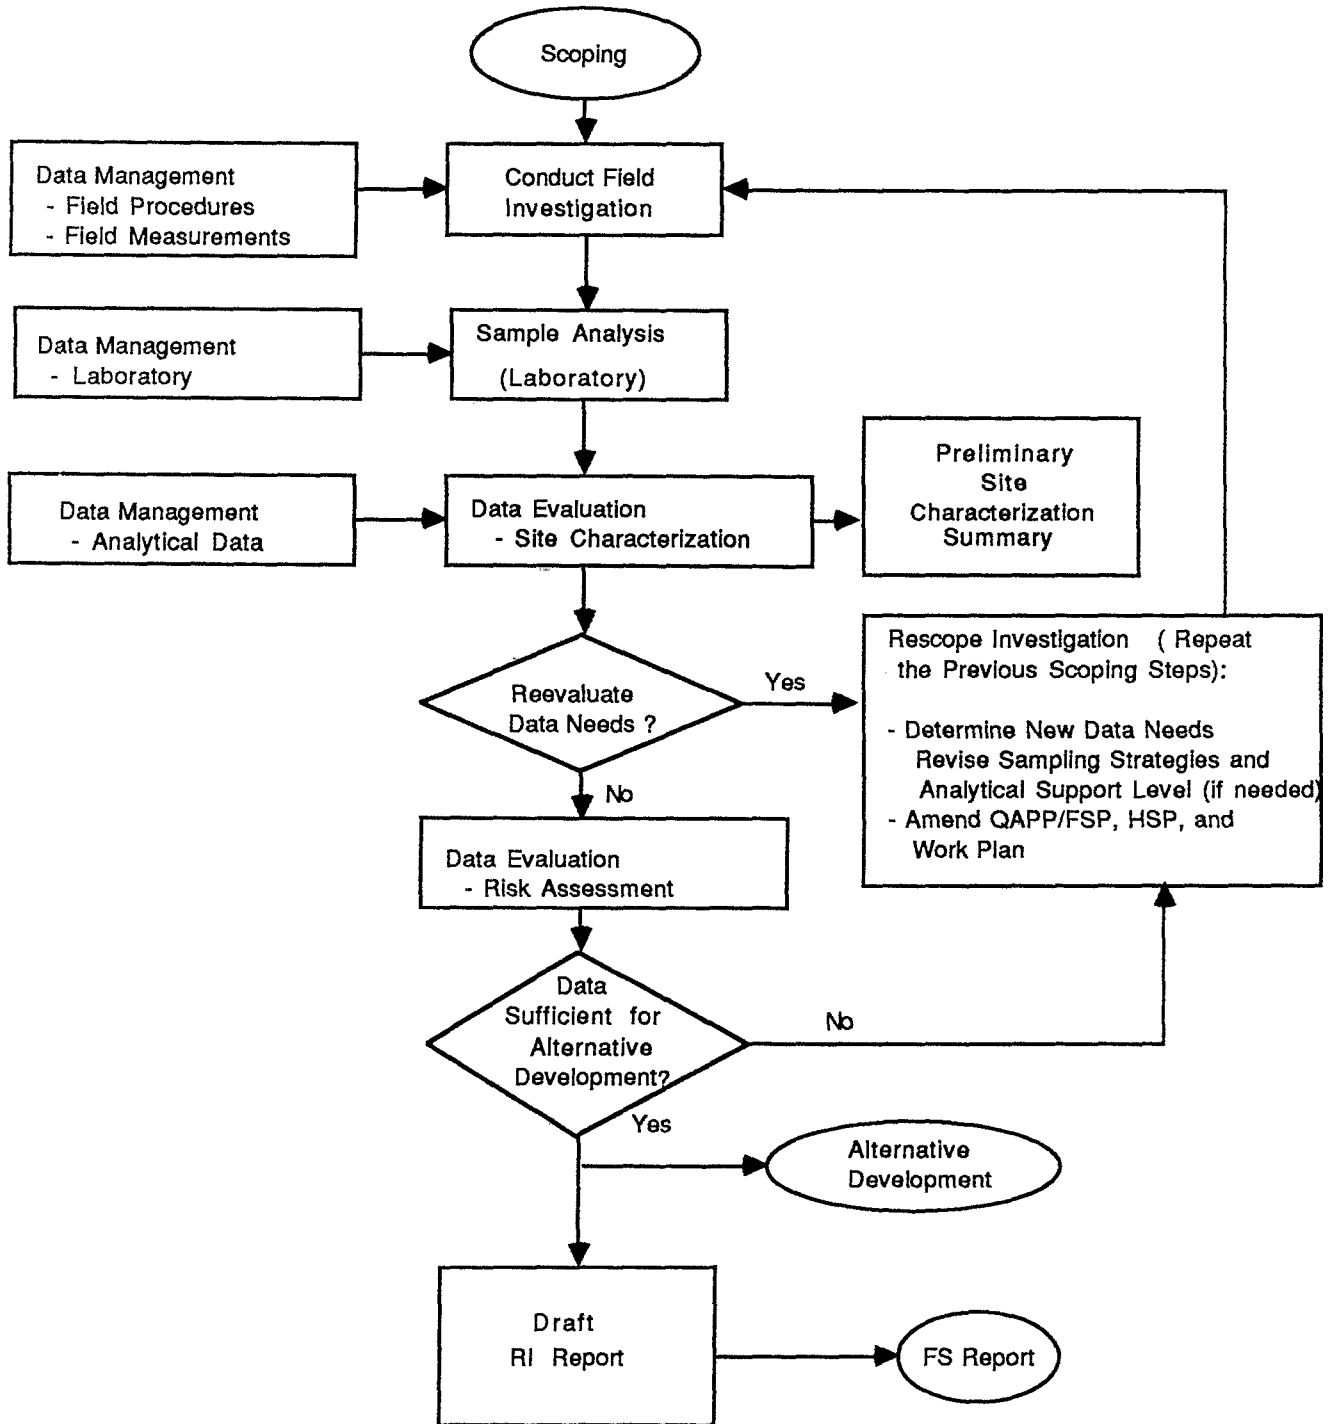 Scoping
Data Management
- Field Procedures
- Field Measurements
Conduct Field
Investigation
Data Management
- Laboratory
Sample Analysis
(Laboratory)
Data Management
- Analytical Data
Data Evaluation
- Site Characterization
Preliminary
Site
Characterization
Summary
Reevaluate
Data Needs ?
Yes
No
Rescope Investigation ( Repeat
the Previous Scoping Steps):
- Determine New Data Needs
Revise Sampling Strategies and
Analytical Support Level (if needed)
- Amend QAPP/FSP, HSP, and
Work Plan
Data Evaluation
- Risk Assessment
Data
Sufficient for
Alternative
Development?
No
Yes
Alternative
Development
Draft
RI Report
FS Report